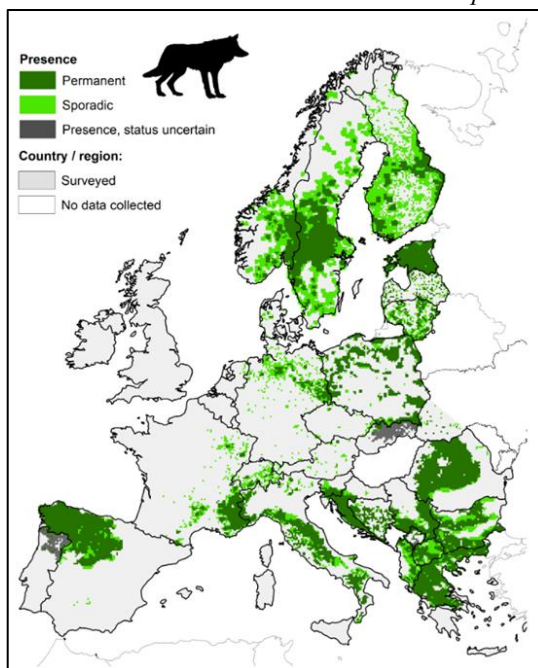 Presence
Permanent
Sporadic
Presence, status uncertain
Country / region:
Surveyed
No data collected